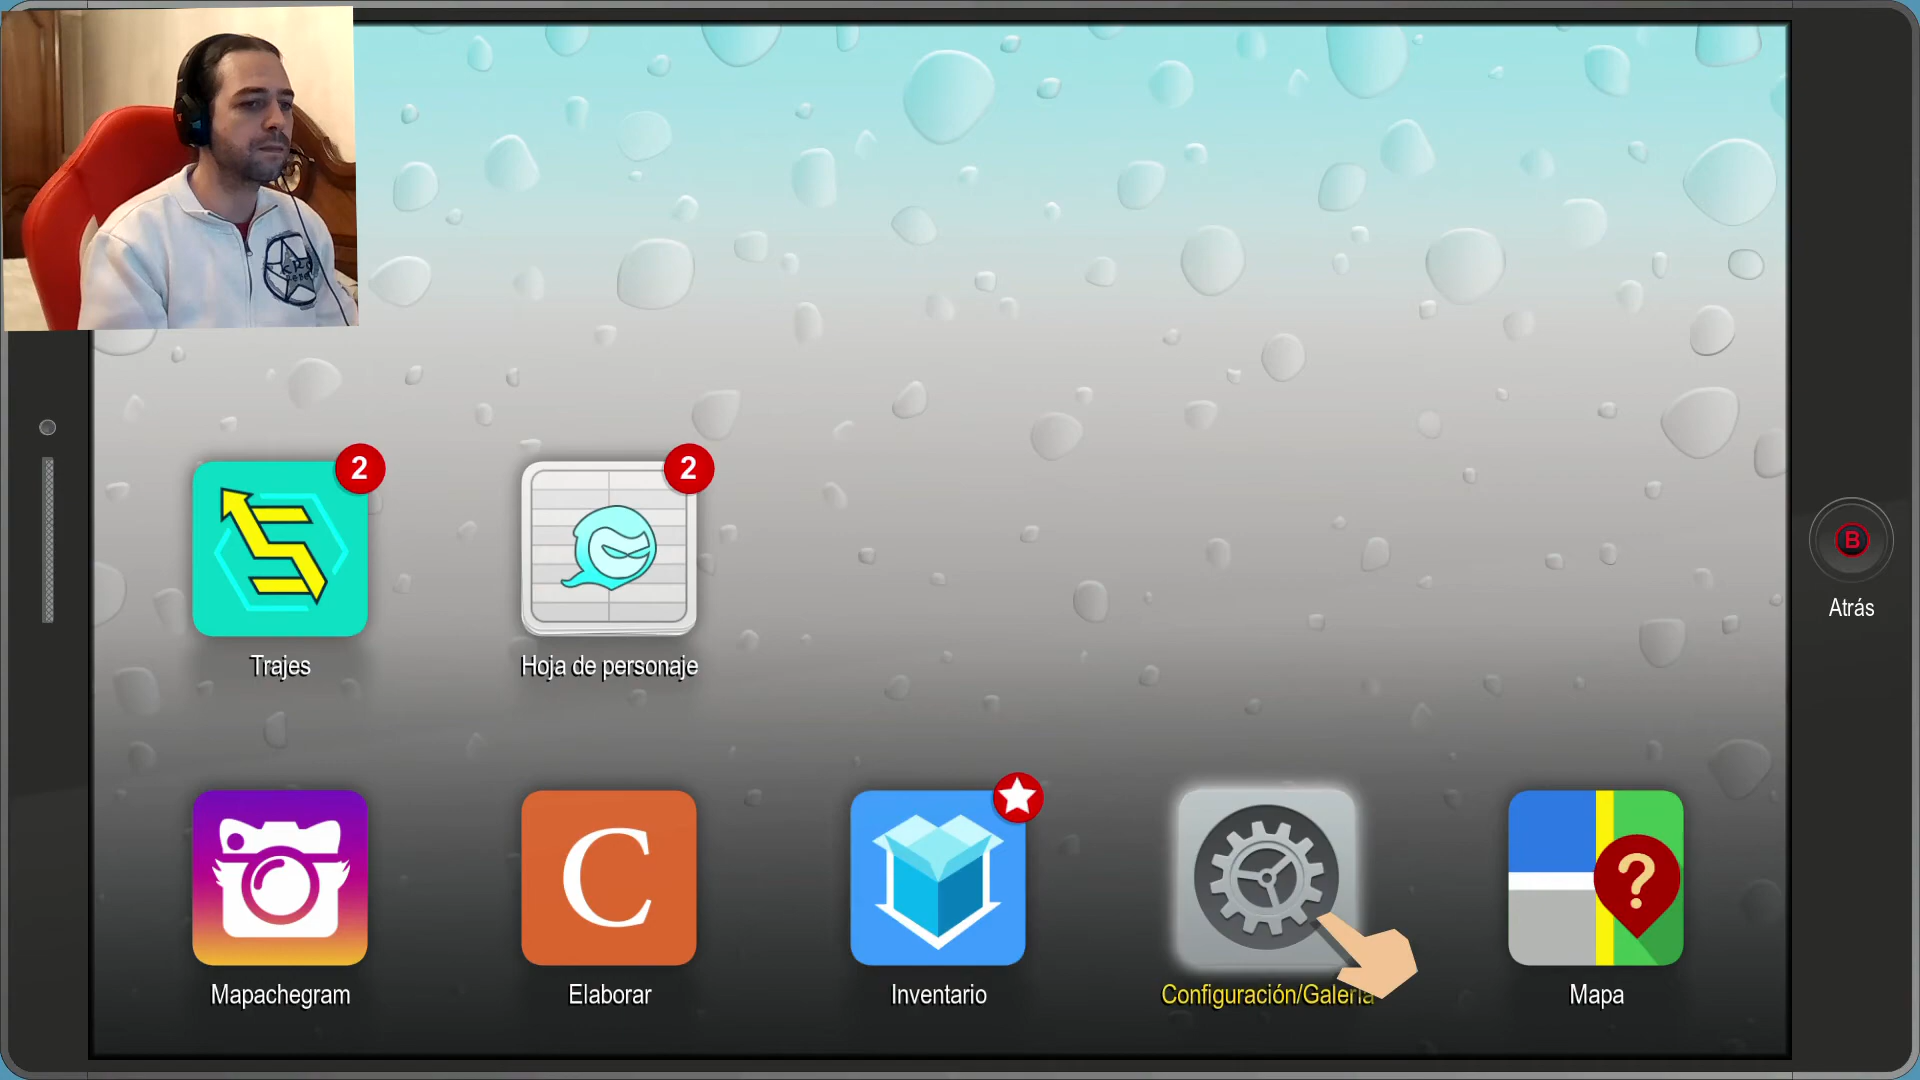 2
2
Trajes
Hoja de personaje
B
Atrás
C
Mapachegram
Elaborar
Inventario
Configuración/Galería
?
Mapa